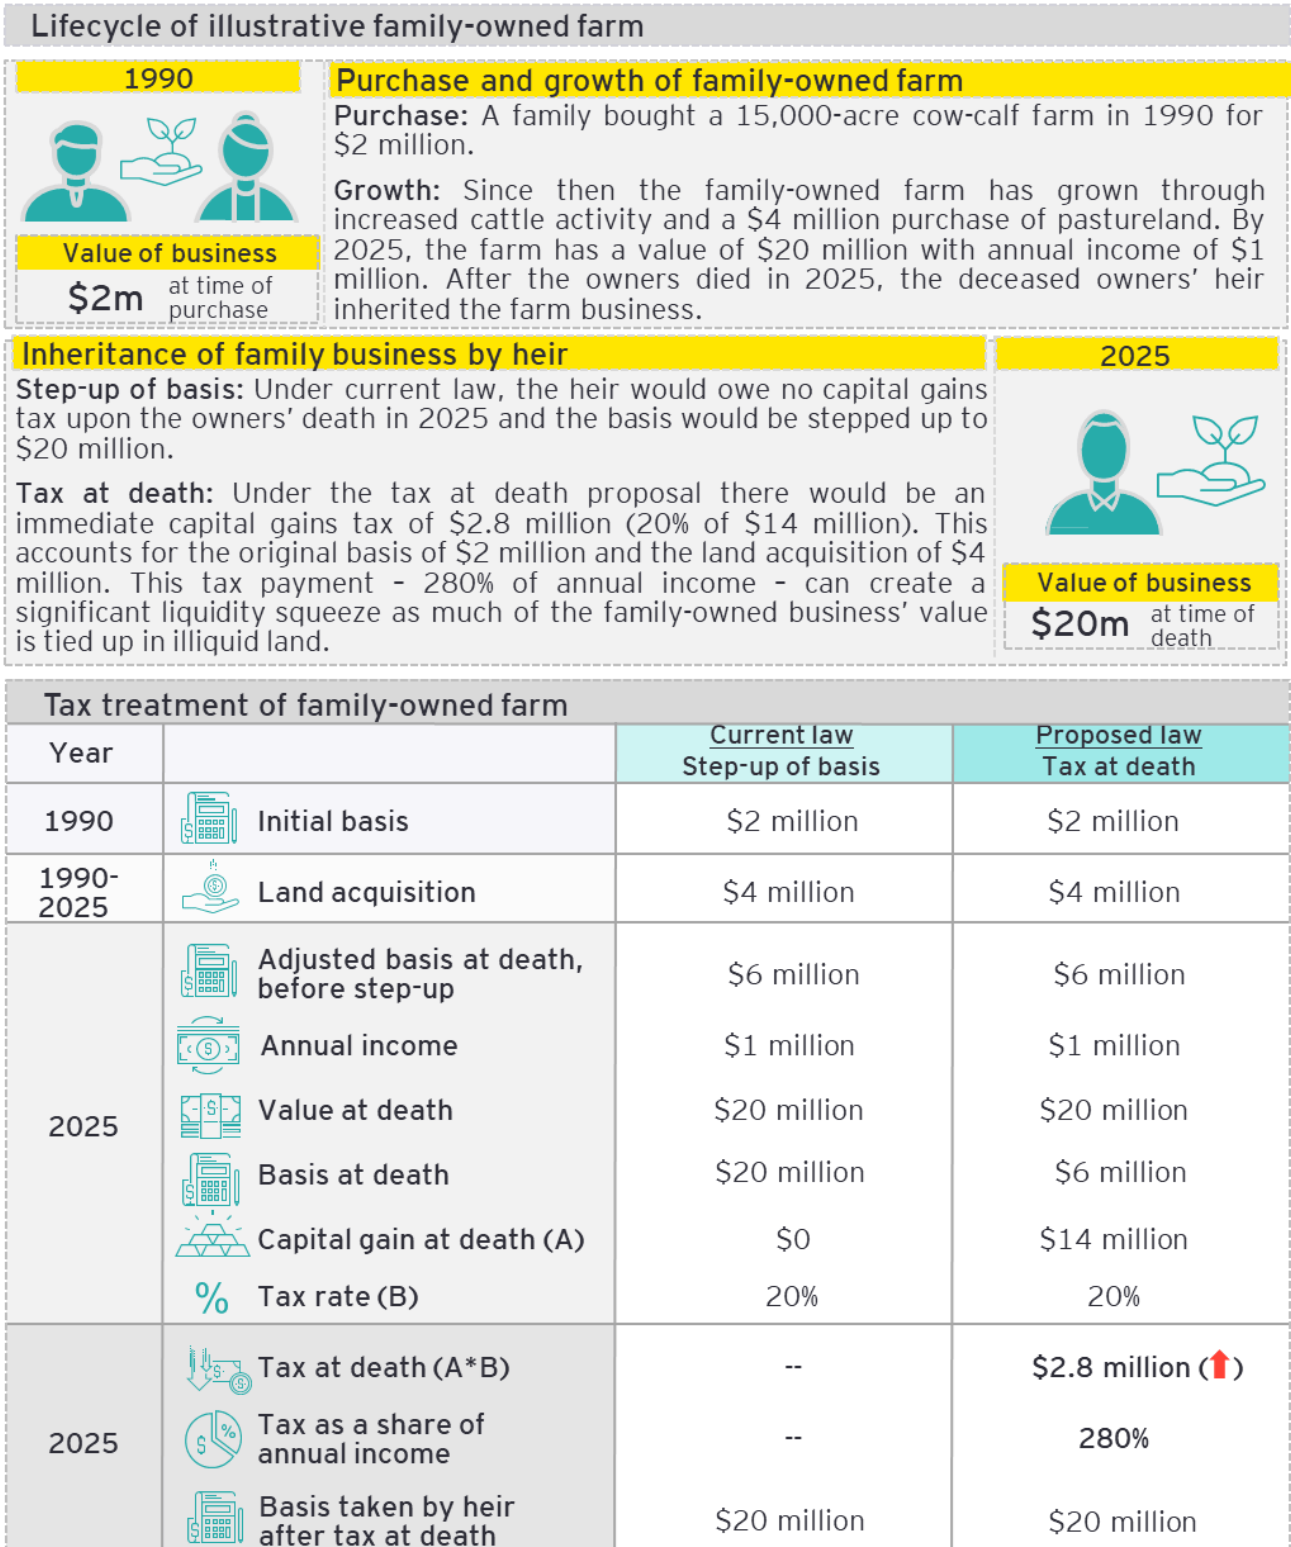 Lifecycle of illustrative family-owned farm
1990
Value of business
$2m at time of
purchase
Purchase and growth of family-owned farm
Purchase: A family bought a 15,000-acre cow-calf farm in 1990 for
$2 million.
Growth: Since then the family-owned farm has grown through
increased cattle activity and a $4 million purchase of pastureland. By
2025, the farm has a value of $20 million with annual income of $1
million. After the owners died in 2025, the deceased owners' heir
inherited the farm business.
Inheritance of family business by heir
Step-up of basis: Under current law, the heir would owe no capital gains
tax upon the owners' death in 2025 and the basis would be stepped up to
$20 million.
Tax at death: Under the tax at death proposal there would be an
immediate capital gains tax of $2.8 million (20% of $14 million). This
accounts for the original basis of $2 million and the land acquisition of $4
million. This tax payment – 280% of annual income – can create a
significant liquidity squeeze as much of the family-owned business' value
is tied up in illiquid land.
2025
Value of business
$20m at time of
death
Tax treatment of family-owned farm
Year
Current law
Step-up of basis
Proposed law
Tax at death
1990 Initial basis $2 million $2 million
1990-
2025
Land acquisition $4 million $4 million
2025
Adjusted basis at death,
before step-up
$6 million $6 million
Annual income $1 million $1 million
Value at death $20 million $20 million
Basis at death $20 million $6 million
Capital gain at death (A) $0 $14 million
% Tax rate (B) 20% 20%
2025
Tax at death (A*B) -- $2.8 million (⬆)
Tax as a share of
annual income
-- 280%
Basis taken by heir
after tax at death
$20 million $20 million